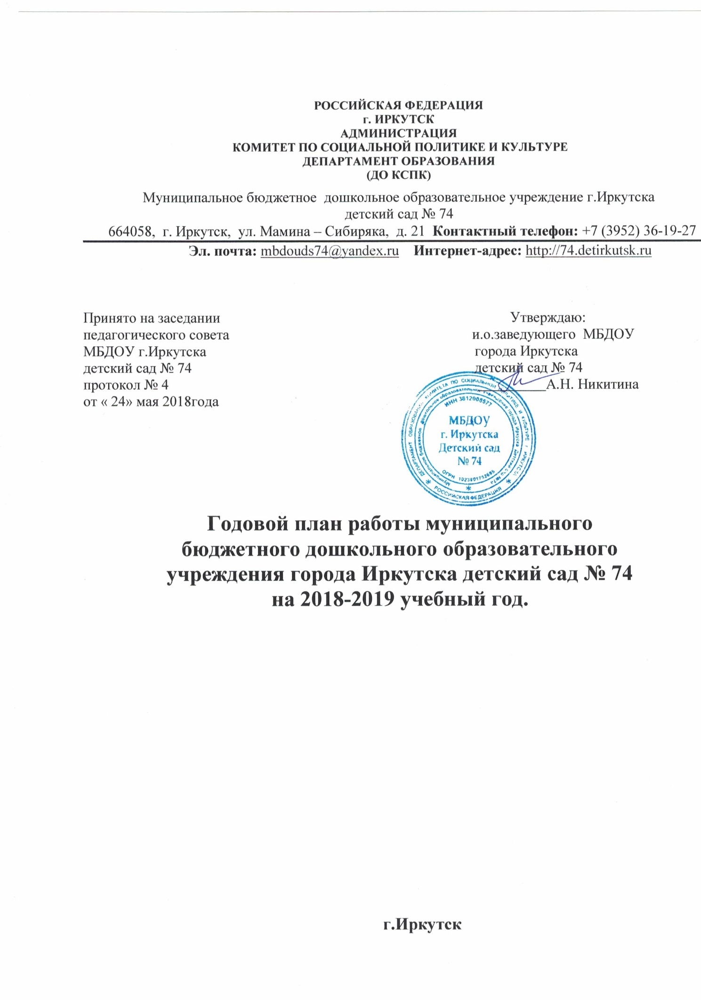 РОССИЙСКАЯ ФЕДЕРАЦИЯ
г. ИРКУТСК
АДМИНИСТРАЦИЯ
КОМИТЕТ ПО СОЦИАЛЬНОЙ ПОЛИТИКЕ И КУЛЬТУРЕ
ДЕПАРТАМЕНТ ОБРАЗОВАНИЯ
(ДО КСПК)
Муниципальное бюджетное дошкольное образовательное учреждение г.Иркутска
детский сад № 74
664058, г. Иркутск, ул. Мамина – Сибиряка, д. 21 Контактный телефон: +7 (3952) 36-19-27
Эл. почта: mbdouds74@yandex.ru Интернет-адрес: http://74.detirkutsk.ru
Принято на заседании
педагогического совета
МБДОУ г.Иркутска
детский сад № 74
протокол № 4
от « 24» мая 2018года
Утверждаю:
и.о.заведующего МБДОУ
города Иркутска
детский сад № 74
__________А.Н. Никитина
ДЕПАРТАМЕНТ ОБРАЗОВАНИЯ КОМИТЕТА ПО СОЦИАЛЬНОЙ ПОЛИТИКЕ И КУЛЬТУРЕ г. ИРКУТСКА
РОССИЙСКАЯ ФЕДЕРАЦИЯ
Муниципальное бюджетное дошкольное образовательное учреждение города Иркутска Детский сад №74
ИНН
МБДОУ
г. Иркутска
Детский сад
№ 74
ОГРН
Годовой план работы муниципального
бюджетного дошкольного образовательного
учреждения города Иркутска детский сад № 74
на 2018-2019 учебный год.
г.Иркутск